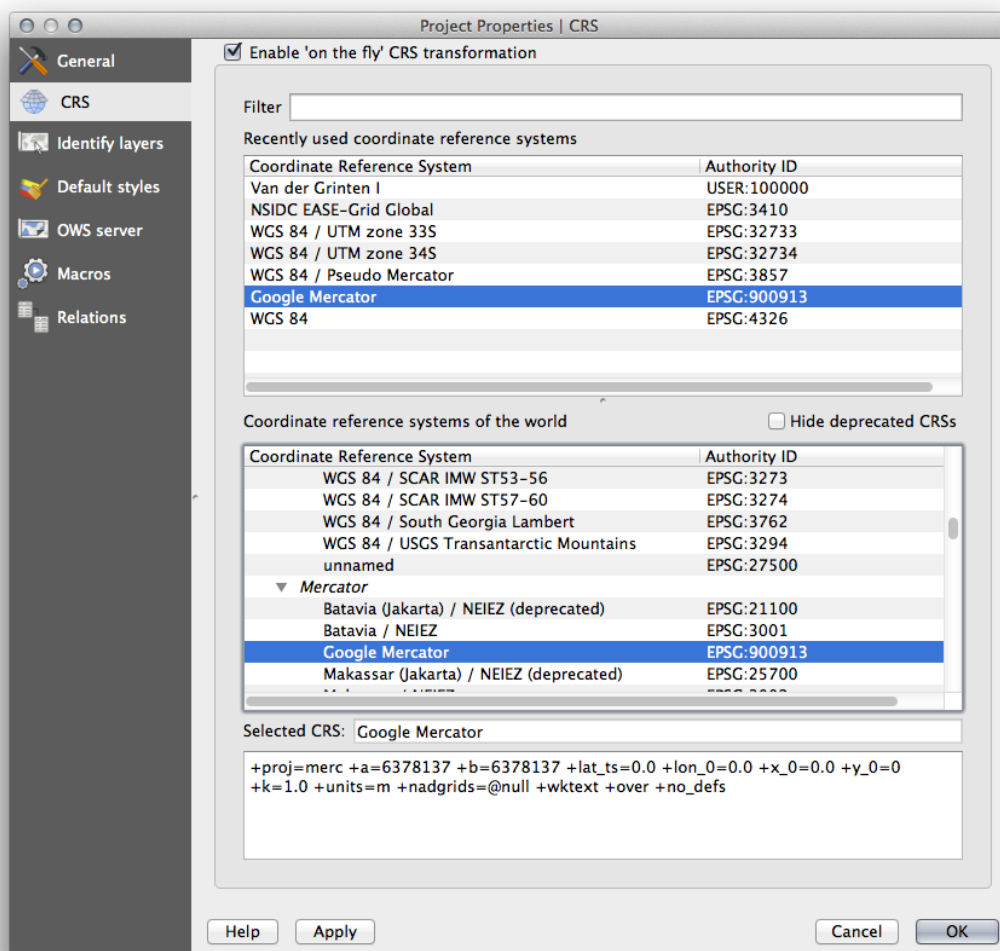 Project Properties | CRS
General
CRS
Identify layers
Default styles
OWS server
Macros
Relations
Enable 'on the fly' CRS transformation
Filter
Recently used coordinate reference systems
Coordinate Reference System Authority ID
Van der Grinten I USER:100000
NSIDC EASE-Grid Global EPSG:3410
WGS 84 / UTM zone 33S EPSG:32733
WGS 84 / UTM zone 34S EPSG:32734
WGS 84 / Pseudo Mercator EPSG:3857
Google Mercator EPSG:900913
WGS 84 EPSG:4326
Coordinate reference systems of the world Hide deprecated CRSs
Coordinate Reference System Authority ID
WGS 84 / SCAR IMW ST53-56 EPSG:3273
WGS 84 / SCAR IMW ST57-60 EPSG:3274
WGS 84 / South Georgia Lambert EPSG:3762
WGS 84 / USGS Transantarctic Mountains EPSG:3294
unnamed EPSG:27500
Mercator
Batavia (Jakarta) / NEIEZ (deprecated) EPSG:21100
Batavia / NEIEZ EPSG:3001
Google Mercator EPSG:900913
Makassar (Jakarta) / NEIEZ (deprecated) EPSG:25700
Selected CRS: Google Mercator
+proj=merc +a=6378137 +b=6378137 +lat_ts=0.0 +lon_0=0.0 +x_0=0.0 +y_0=0
+k=1.0 +units=m +nadgrids=@null +wktext +over +no_defs
Help Apply Cancel OK